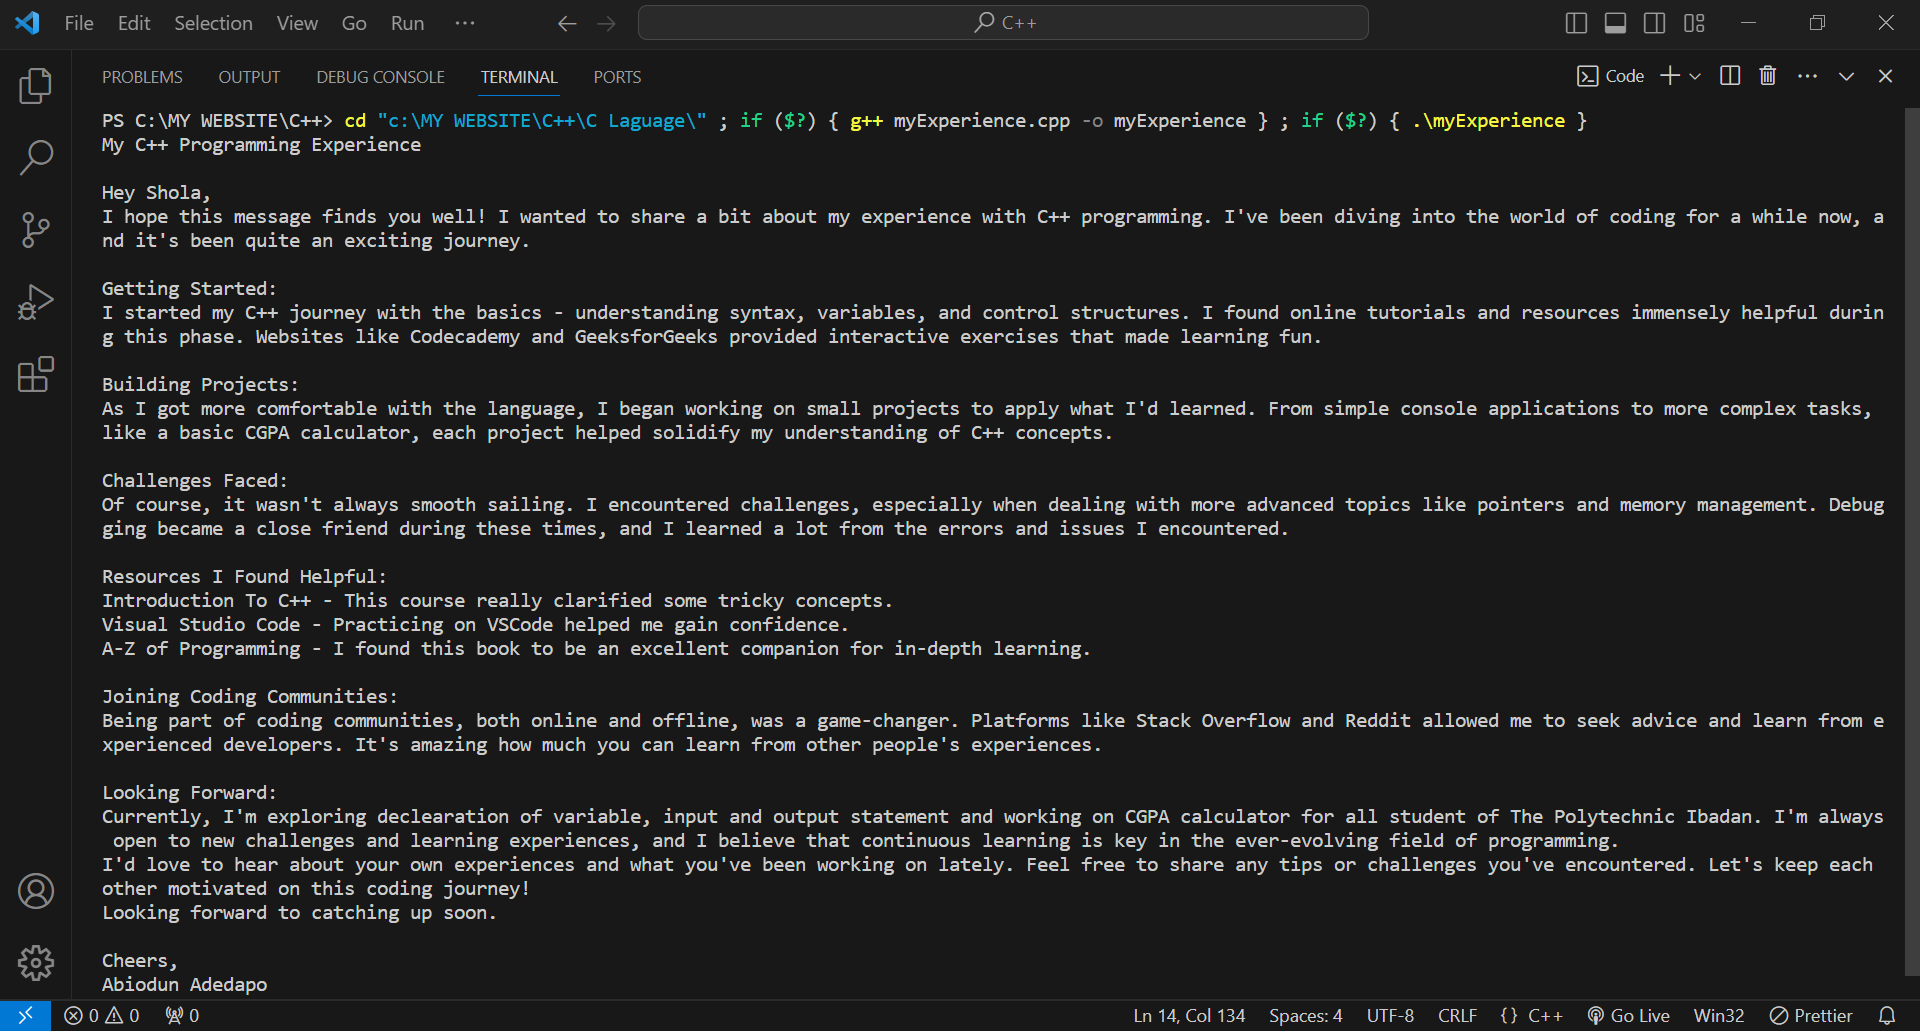 File Edit Selection View Go Run ··· C++
PROBLEMS OUTPUT DEBUG CONSOLE TERMINAL PORTS Code
PS C:\MY WEBSITE\C++> cd "c:\MY WEBSITE\C++\C Laguage\" ; if ($?) { g++ myExperience.cpp -o myExperience } ; if ($?) { .\myExperience }
My C++ Programming Experience
Hey Shola,
I hope this message finds you well! I wanted to share a bit about my experience with C++ programming. I've been diving into the world of coding for a while now, a
nd it's been quite an exciting journey.
Getting Started:
I started my C++ journey with the basics - understanding syntax, variables, and control structures. I found online tutorials and resources immensely helpful durin
g this phase. Websites like Codecademy and GeeksforGeeks provided interactive exercises that made learning fun.
Building Projects:
As I got more comfortable with the language, I began working on small projects to apply what I'd learned. From simple console applications to more complex tasks,
like a basic CGPA calculator, each project helped solidify my understanding of C++ concepts.
Challenges Faced:
Of course, it wasn't always smooth sailing. I encountered challenges, especially when dealing with more advanced topics like pointers and memory management. Debug
ging became a close friend during these times, and I learned a lot from the errors and issues I encountered.
Resources I Found Helpful:
Introduction To C++ - This course really clarified some tricky concepts.
Visual Studio Code - Practicing on VSCode helped me gain confidence.
A-Z of Programming - I found this book to be an excellent companion for in-depth learning.
Joining Coding Communities:
Being part of coding communities, both online and offline, was a game-changer. Platforms like Stack Overflow and Reddit allowed me to seek advice and learn from e
xperienced developers. It's amazing how much you can learn from other people's experiences.
Looking Forward:
Currently, I'm exploring declearation of variable, input and output statement and working on CGPA calculator for all student of The Polytechnic Ibadan. I'm always
open to new challenges and learning experiences, and I believe that continuous learning is key in the ever-evolving field of programming.
I'd love to hear about your own experiences and what you've been working on lately. Feel free to share any tips or challenges you've encountered. Let's keep each
other motivated on this coding journey!
Looking forward to catching up soon.
Cheers,
Abiodun Adedapo
0 0 0 Ln 14, Col 134 Spaces: 4 UTF-8 CRLF {} C++ Go Live Win32 Prettier